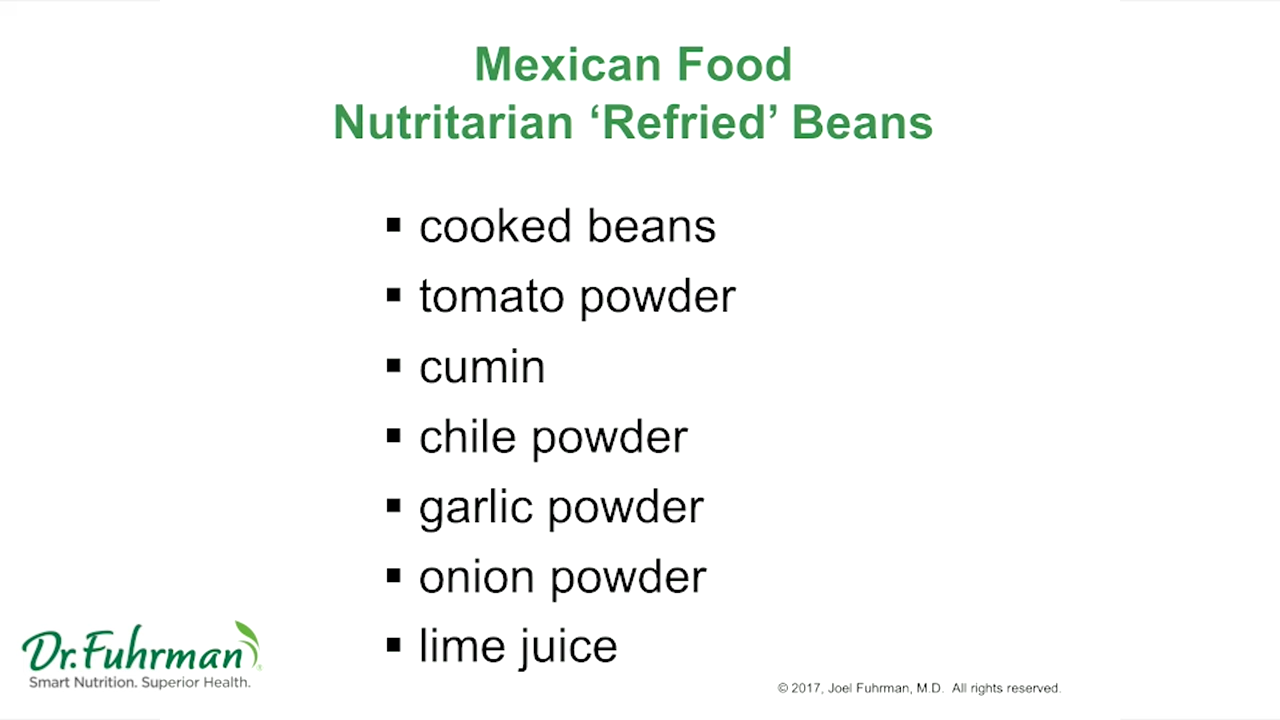 Mexican Food
Nutritarian ‘Refried’ Beans
▪ cooked beans
▪ tomato powder
▪ cumin
▪ chile powder
▪ garlic powder
▪ onion powder
▪ lime juice
Dr. Fuhrman
Smart Nutrition. Superior Health.
© 2017, Joel Fuhrman, M.D. All rights reserved.